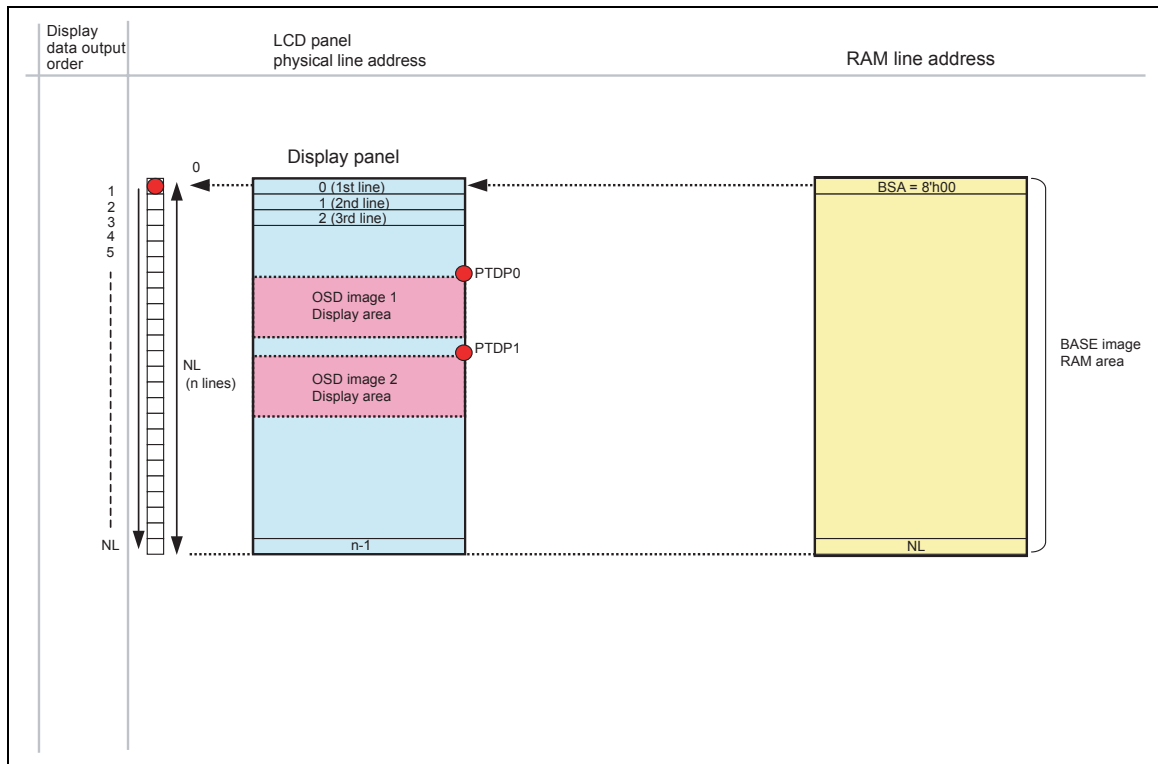 Display
data output
order
LCD panel
physical line address
RAM line address
Display panel
0
0 (1st line)
1 (2nd line)
2 (3rd line)
BSA = 8'h00
1
2
3
4
5
PTDP0
OSD image 1
Display area
PTDP1
OSD image 2
Display area
NL
(n lines)
BASE image
RAM area
NL
n-1
NL